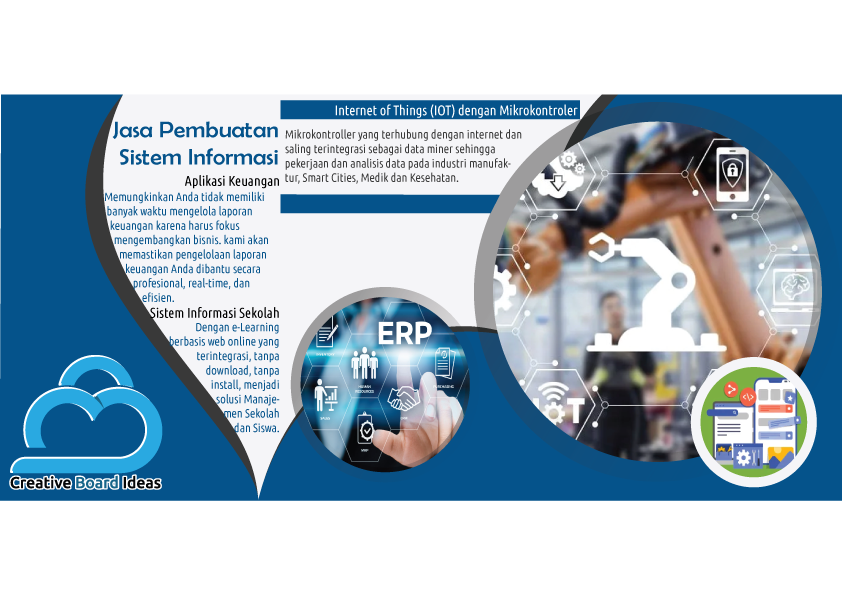 Jasa Pembuatan
Sistem Informasi
Aplikasi Keuangan
Memungkinkan Anda tidak memiliki
banyak waktu mengelola laporan
keuangan karena harus fokus
mengembangkan bisnis. kami akan
memastikan pengelolaan laporan
keuangan Anda dibantu secara
profesional, real-time, dan
efisien.
Sistem Informasi Sekolah
Dengan e-Learning
berbasis web online yang
terintegrasi, tanpa
download, tanpa
install, menjadi
solusi Manaje-
men Sekolah
dan Siswa.
Creative Board Ideas
Internet of Things (IOT) dengan Mikrokontroler
Mikrokontroller yang terhubung dengan internet dan
saling terintegrasi sebagai data miner sehingga
pekerjaan dan analisis data pada industri manufak-
tur, Smart Cities, Medik dan Kesehatan.
ERP
HUMAN
RESOURCES
IoT